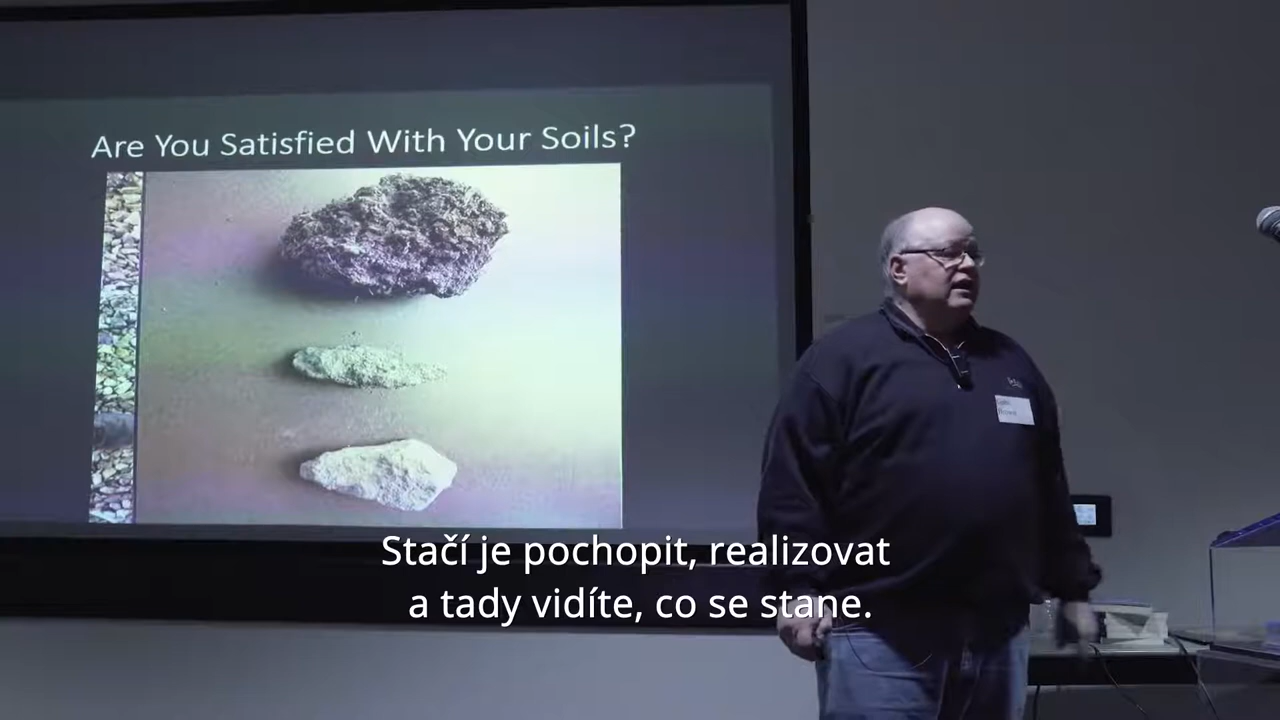 Are You Satisfied With Your Soils?
Stačí je pochopit, realizovat
a tady vidíte, co se stane.